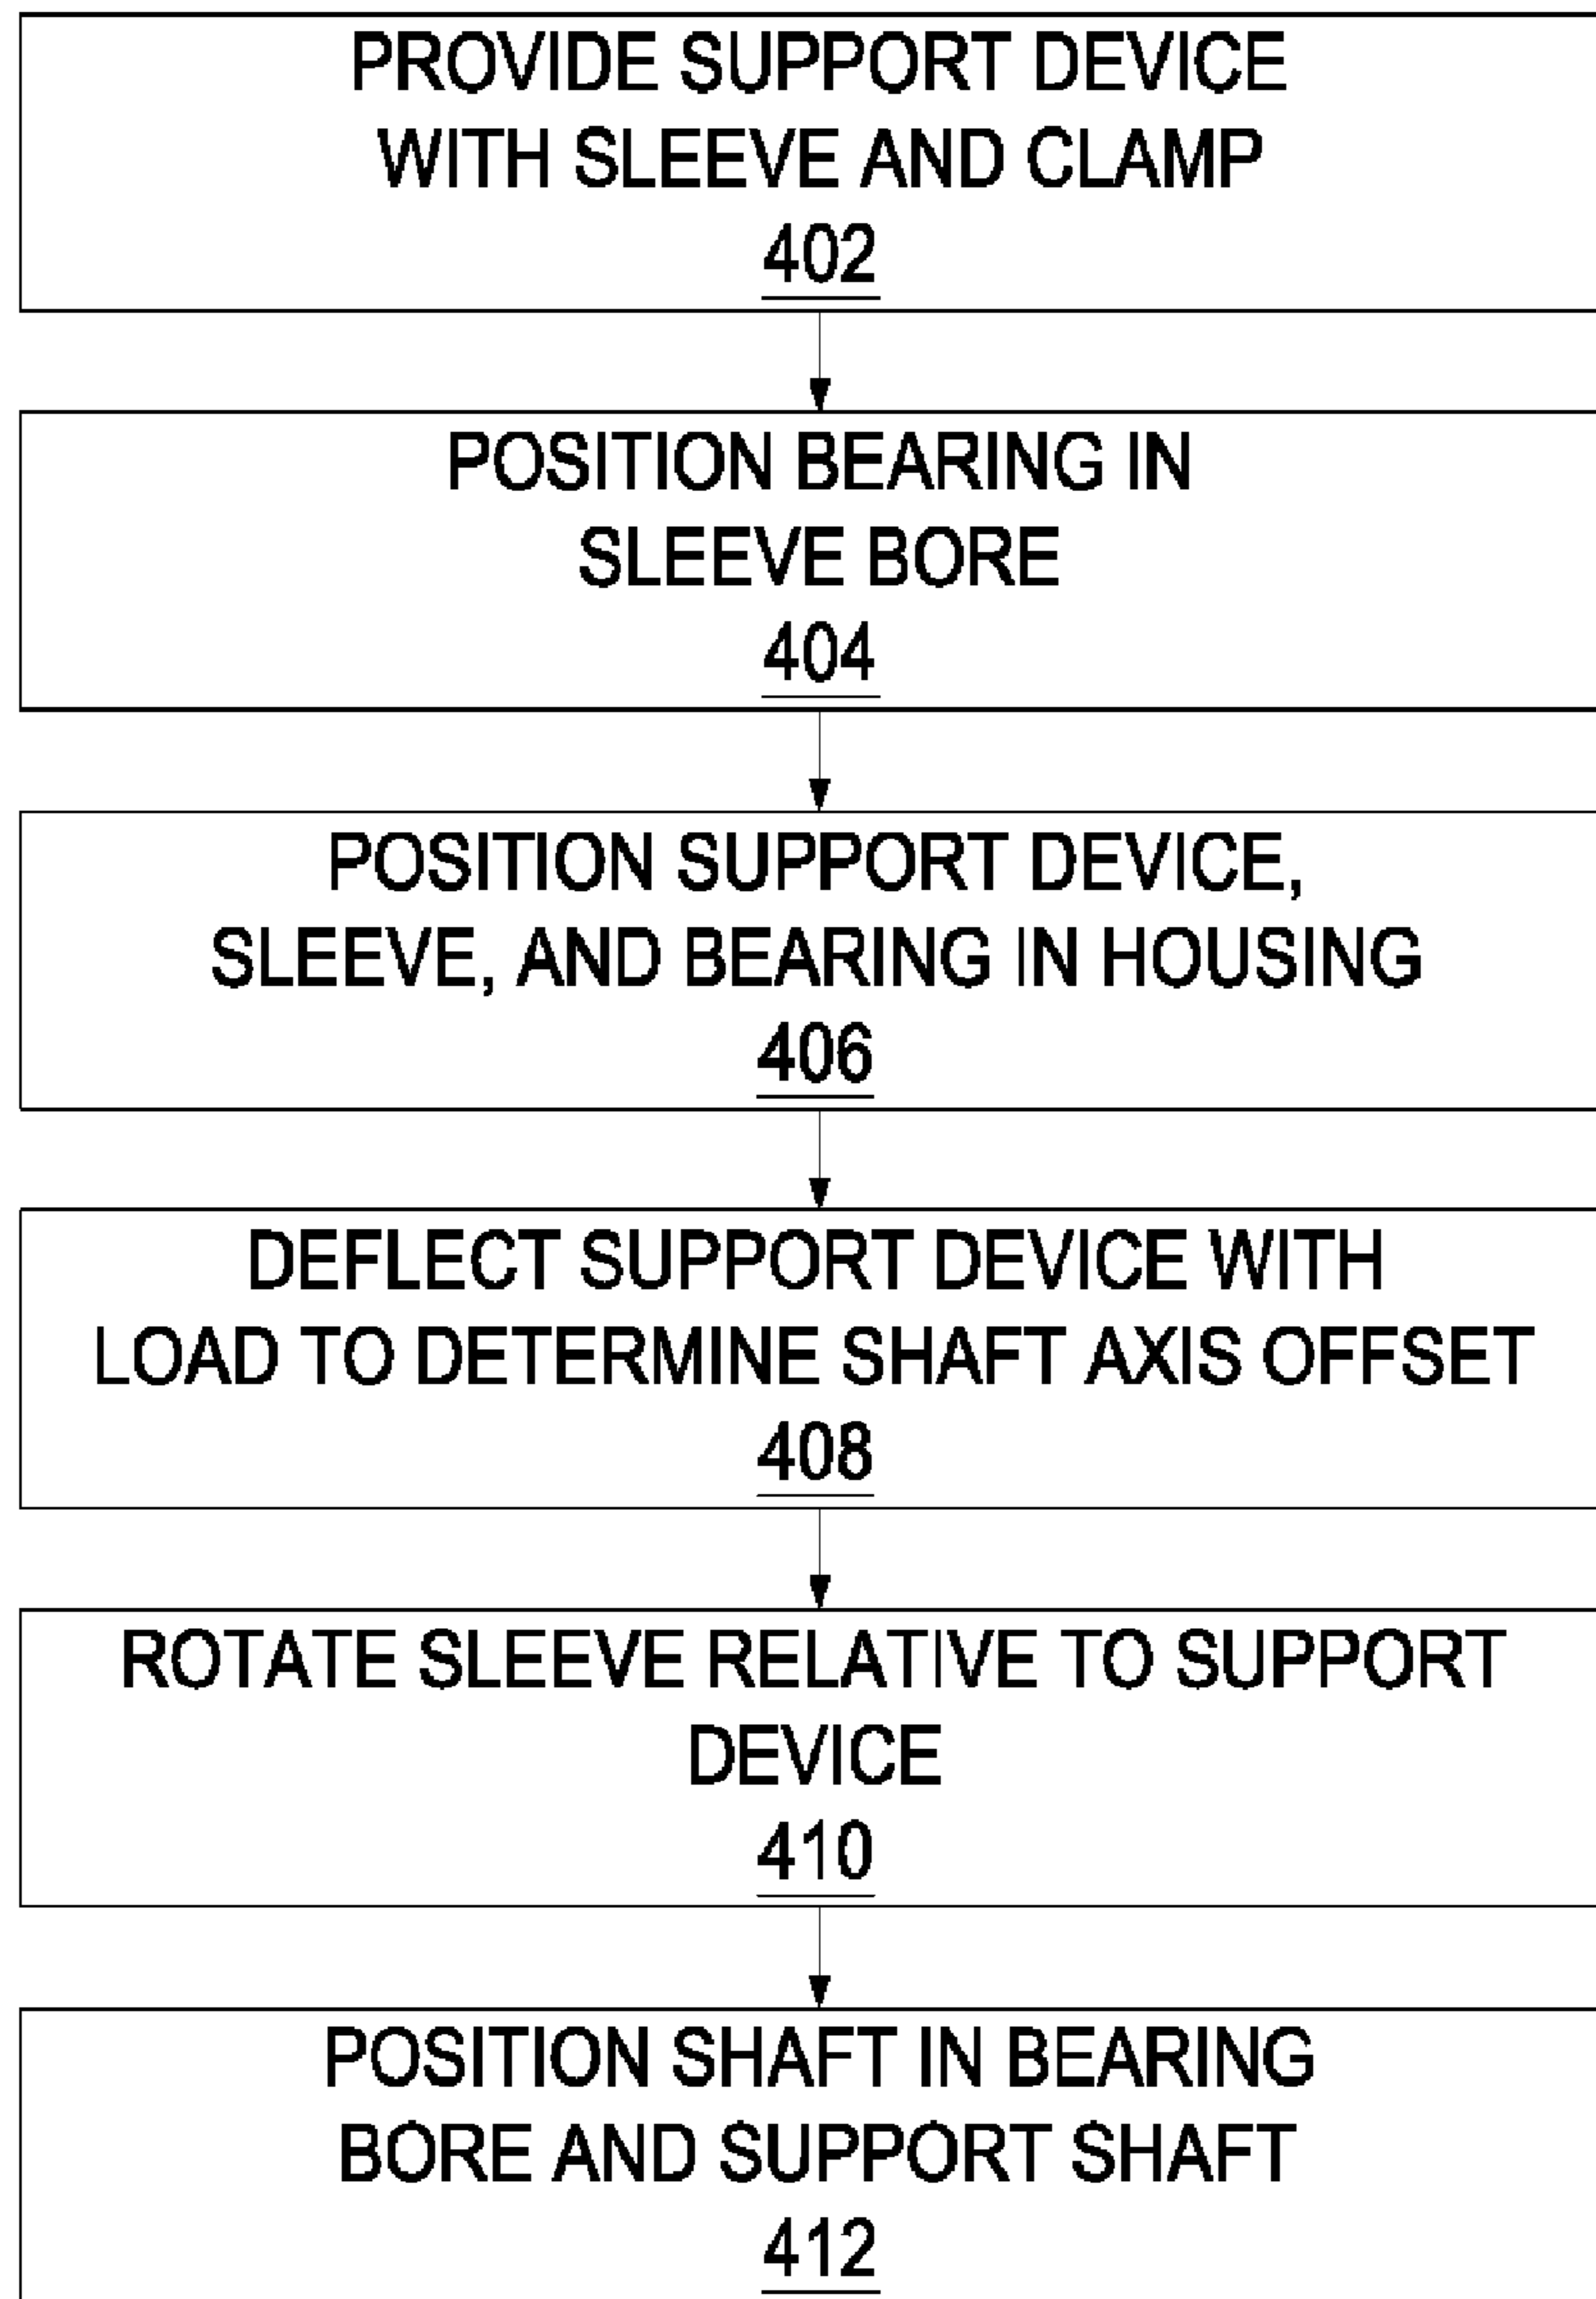 PROVIDE SUPPORT DEVICE
WITH SLEEVE AND CLAMP
402
POSITION BEARING IN
SLEEVE BORE
404
POSITION SUPPORT DEVICE,
SLEEVE, AND BEARING IN HOUSING
406
DEFLECT SUPPORT DEVICE WITH
LOAD TO DETERMINE SHAFT AXIS OFFSET
408
ROTATE SLEEVE RELATIVE TO SUPPORT
DEVICE
410
POSITION SHAFT IN BEARING
BORE AND SUPPORT SHAFT
412